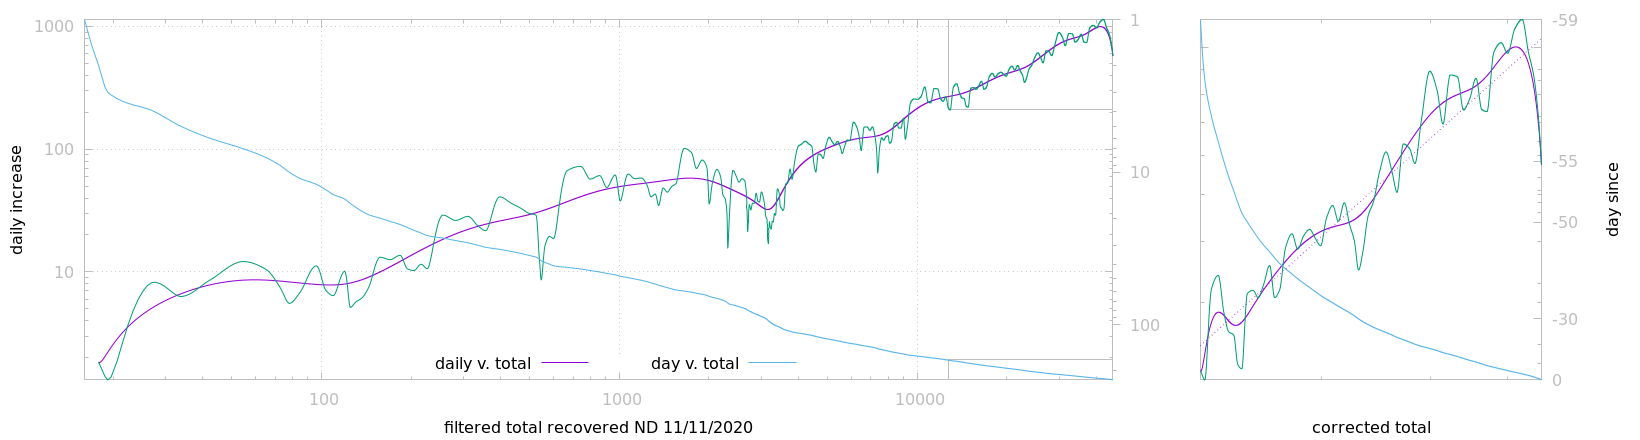 1000
100
10
daily increase
daily v. total
day v. total
100
1000
10000
filtered total recovered ND 11/11/2020
1
10
100
-59
-55
-50
-30
0
day since
corrected total